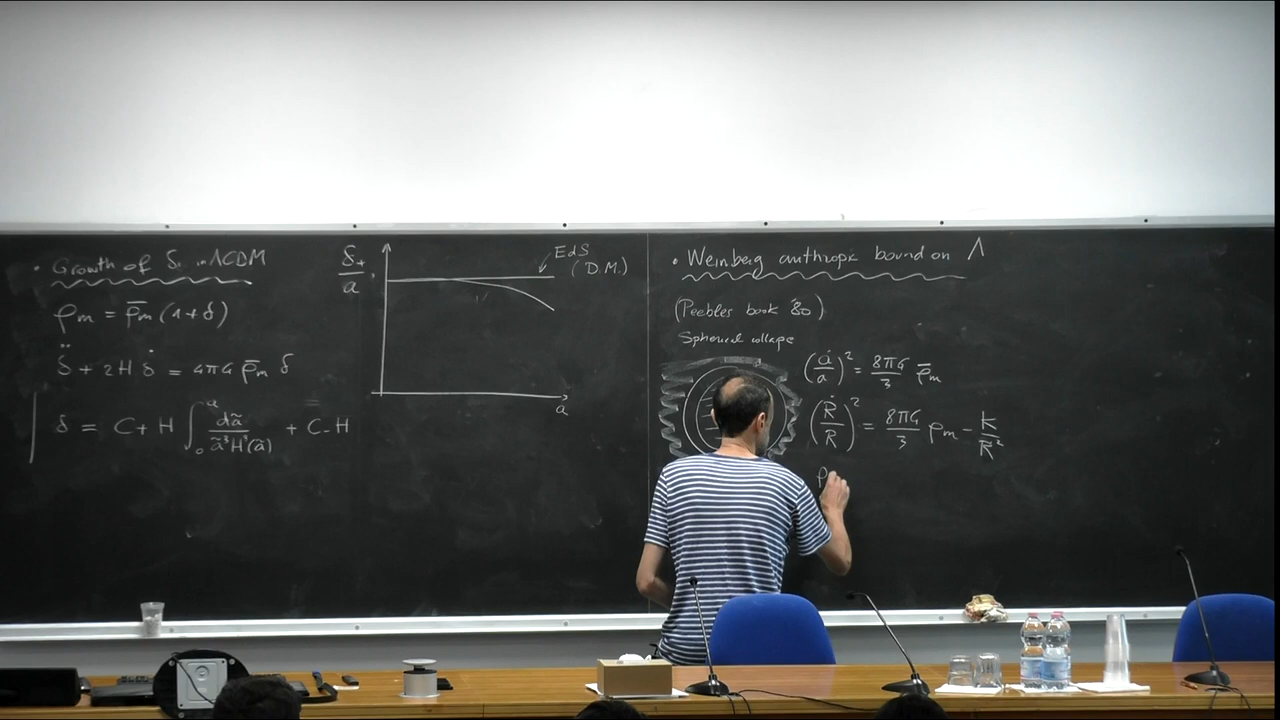 • Growth of δ in ΛCDM
ρm = ρ̄m (1+δ)
δ̈ + 2H δ̇ = 4πG ρ̄m δ
δ = C+ H ∫₀ᵃ dã / ã³H³(ã) + C- H
δ+ / a
EdS
(D.M.)
a
• Weinberg anthropic bound on Λ
(Peebles book '80)
Spherical collapse
(ȧ/a)² = 8πG/3 ρ̄m
(Ṙ/R)² = 8πG/3 ρm - k/R²
ρ